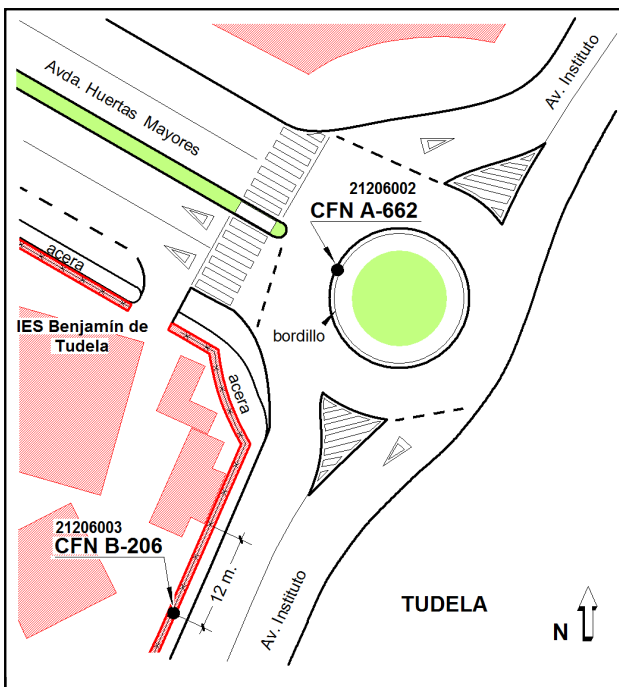 Av. Instituto
Avda. Huertas Mayores
21206002
CFN A-662
acera
IES Benjamín de
Tudela
bordillo
acera
21206003
CFN B-206
12 m.
Av. Instituto
TUDELA
N